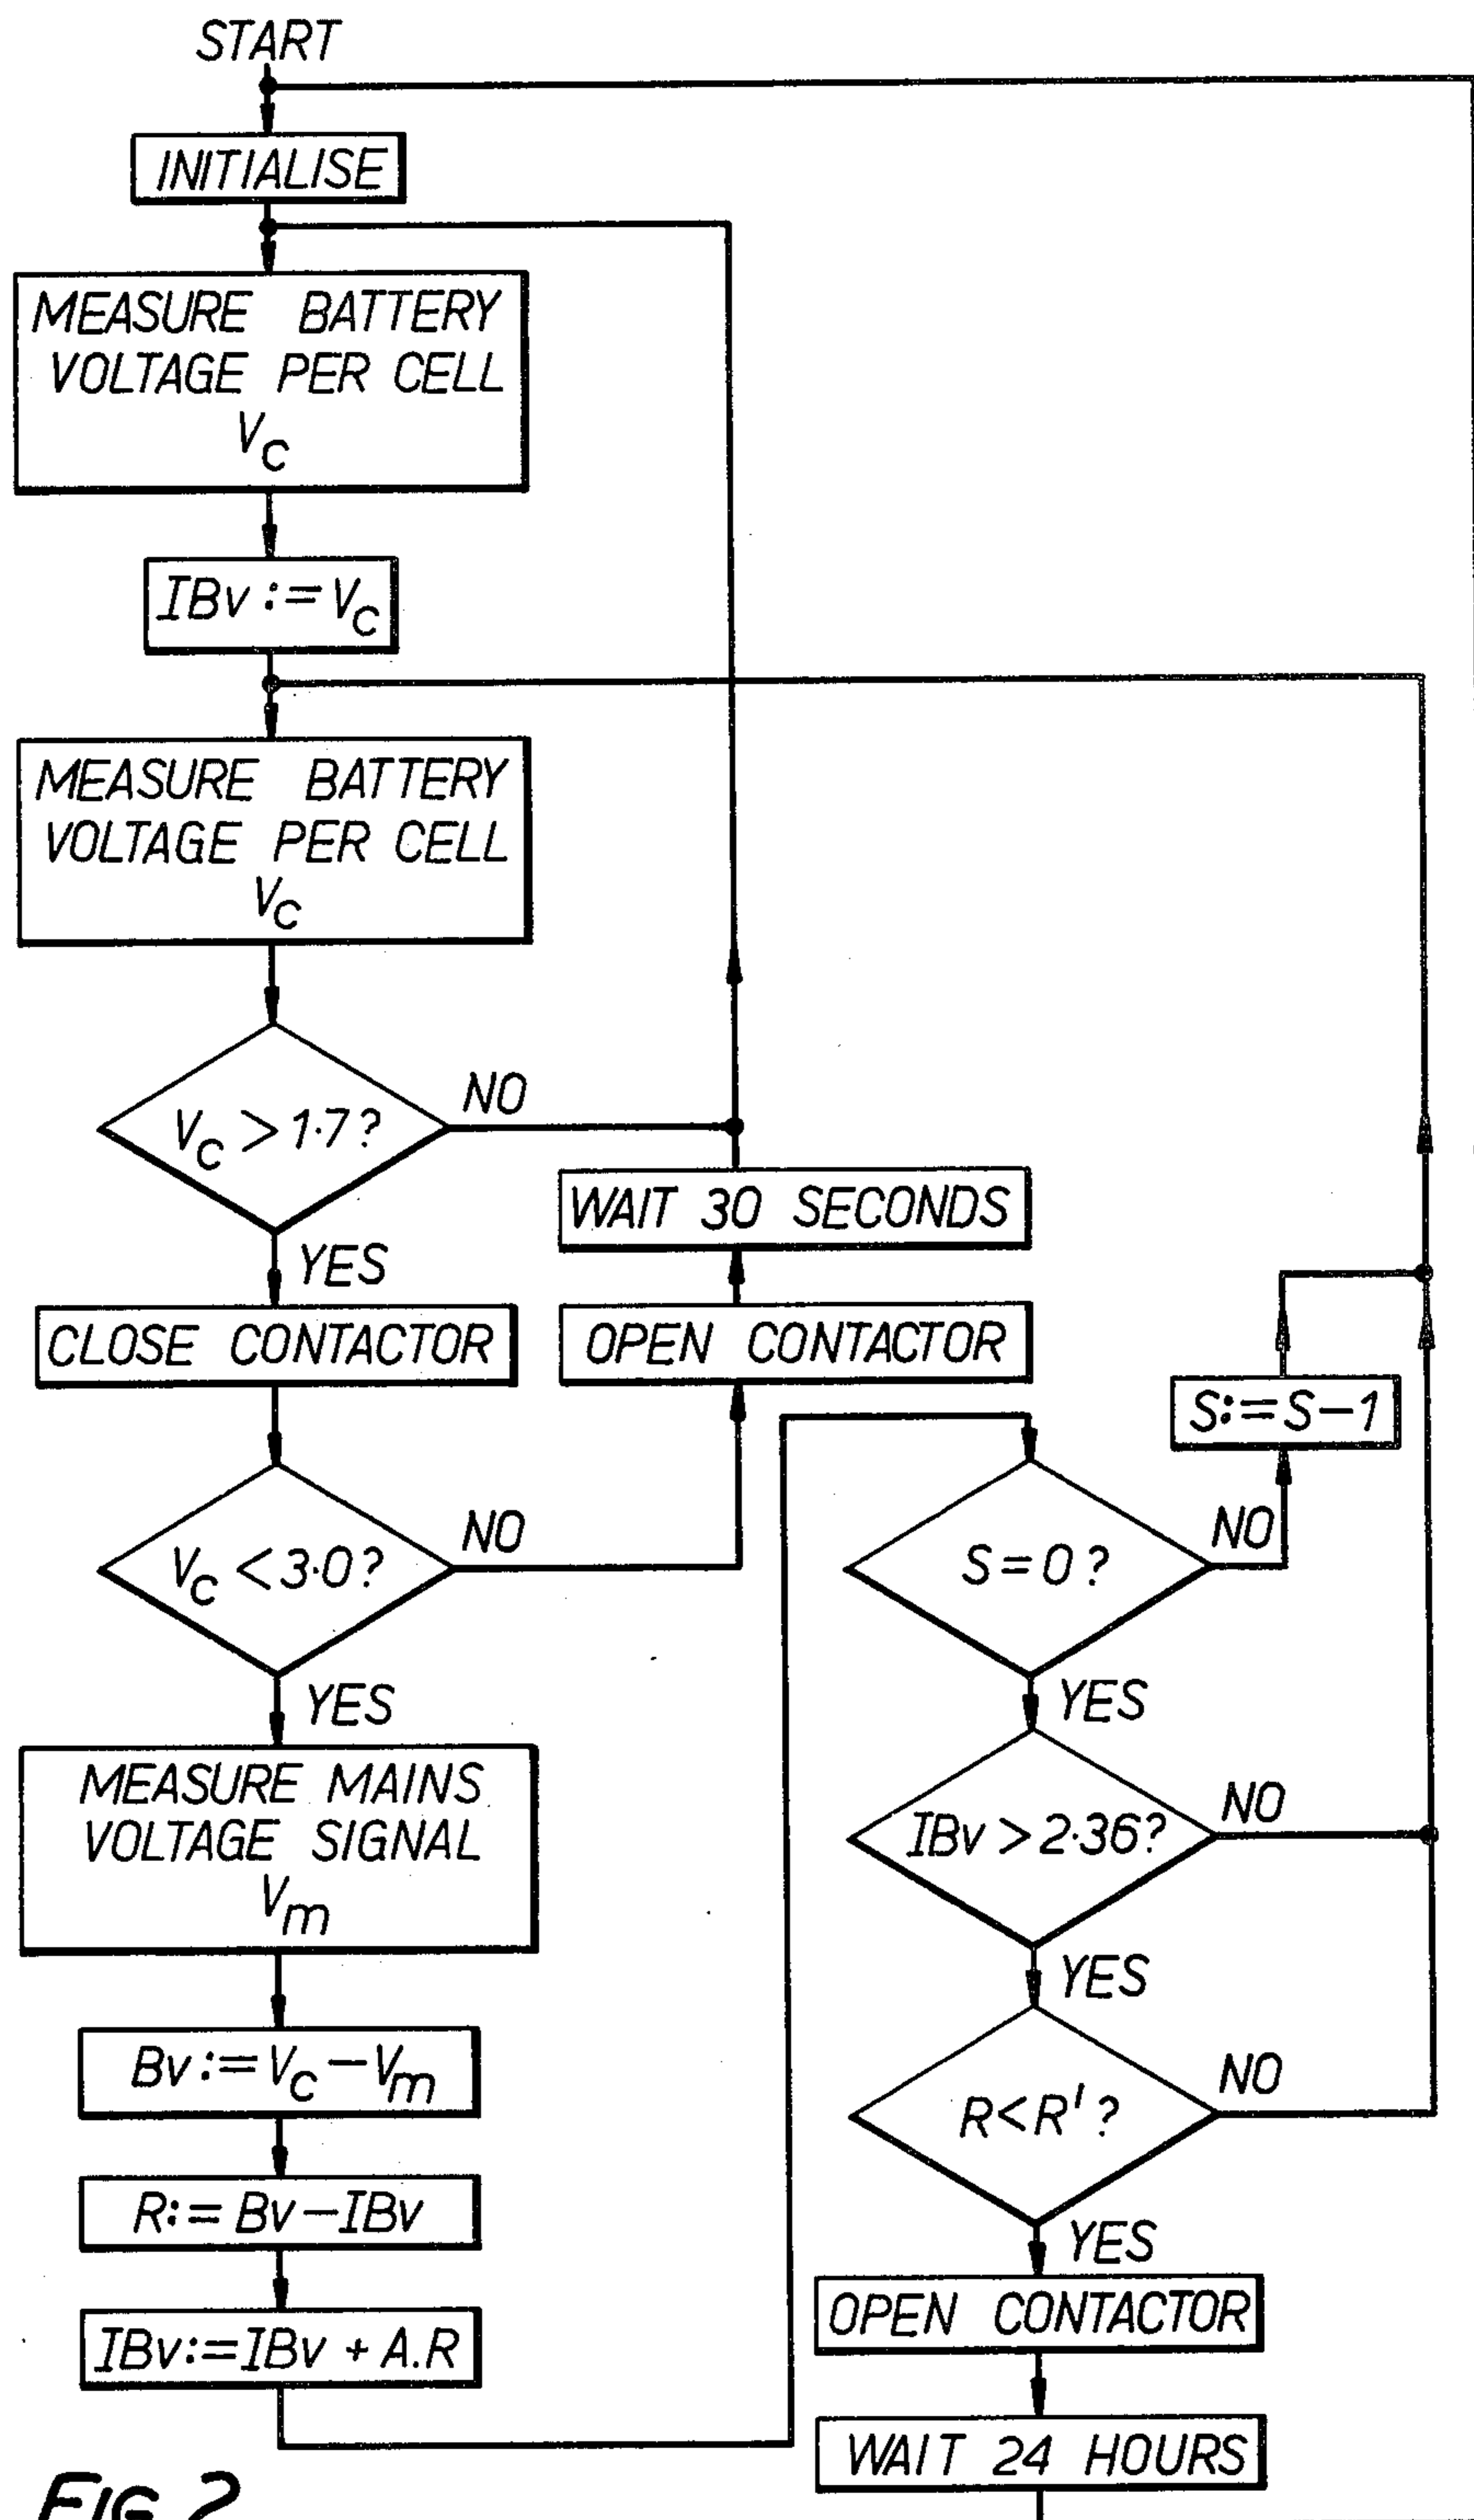 START
INITIALISE
MEASURE BATTERY
VOLTAGE PER CELL
Vc
IBv := Vc
MEASURE BATTERY
VOLTAGE PER CELL
Vc
Vc > 1·7?
NO
YES
CLOSE CONTACTOR
Vc < 3·0?
NO
YES
MEASURE MAINS
VOLTAGE SIGNAL
Vm
Bv := Vc − Vm
R := Bv − IBv
IBv := IBv + A.R
WAIT 30 SECONDS
OPEN CONTACTOR
S = 0?
NO
S := S − 1
YES
IBv > 2·36?
NO
YES
R < R'?
NO
YES
OPEN CONTACTOR
WAIT 24 HOURS
FIG 2